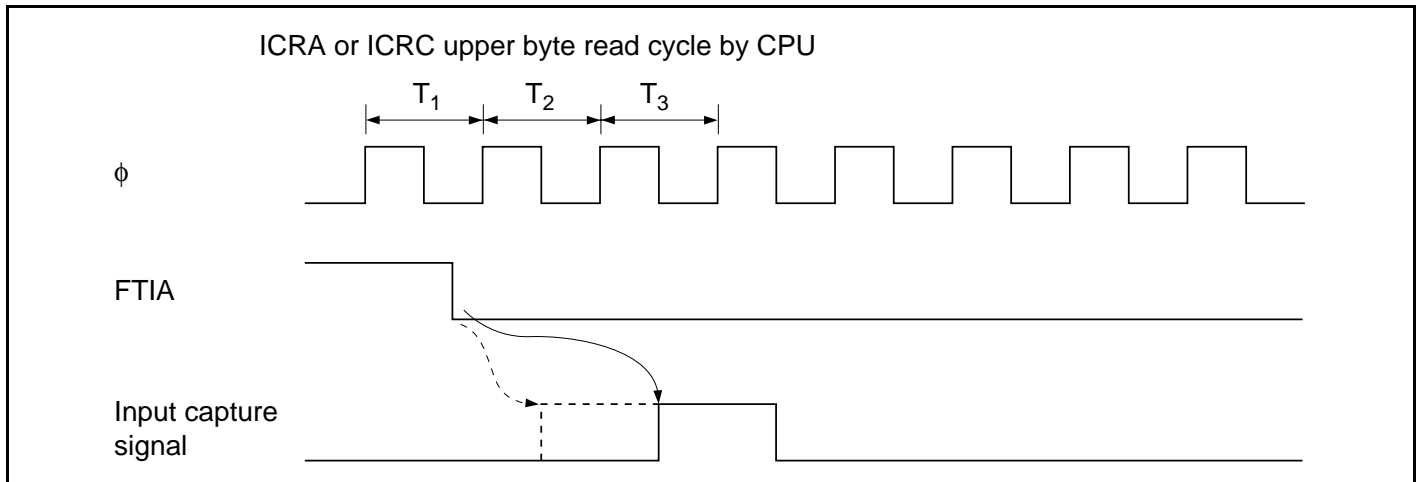 ICRA or ICRC upper byte read cycle by CPU
T₁ T₂ T₃
ϕ
FTIA
Input capture
signal